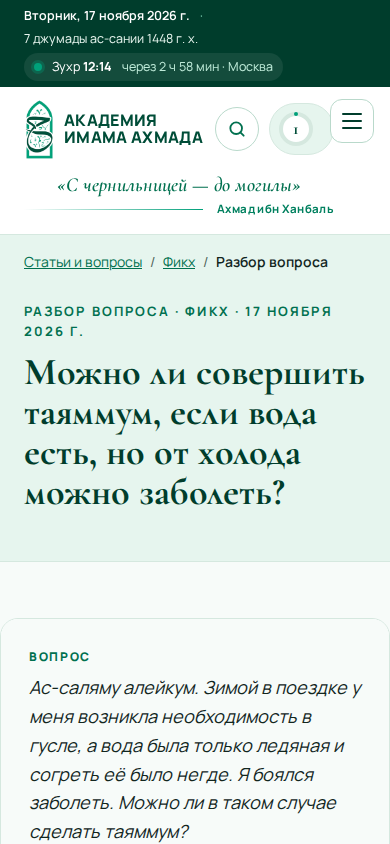 Вторник, 17 ноября 2026 г. ·
7 джумады ас-сании 1448 г. х.
Зухр 12:14 через 2 ч 58 мин · Москва
АКАДЕМИЯ
ИМАМА АХМАДА
1
«С чернильницей — до могилы»
Ахмад ибн Ханбаль
Статьи и вопросы / Фикх / Разбор вопроса
РАЗБОР ВОПРОСА · ФИКХ · 17 НОЯБРЯ
2026 Г.
Можно ли совершить
таяммум, если вода
есть, но от холода
можно заболеть?
ВОПРОС
Ас-саляму алейкум. Зимой в поездке у
меня возникла необходимость в
гусле, а вода была только ледяная и
согреть её было негде. Я боялся
заболеть. Можно ли в таком случае
сделать таяммум?